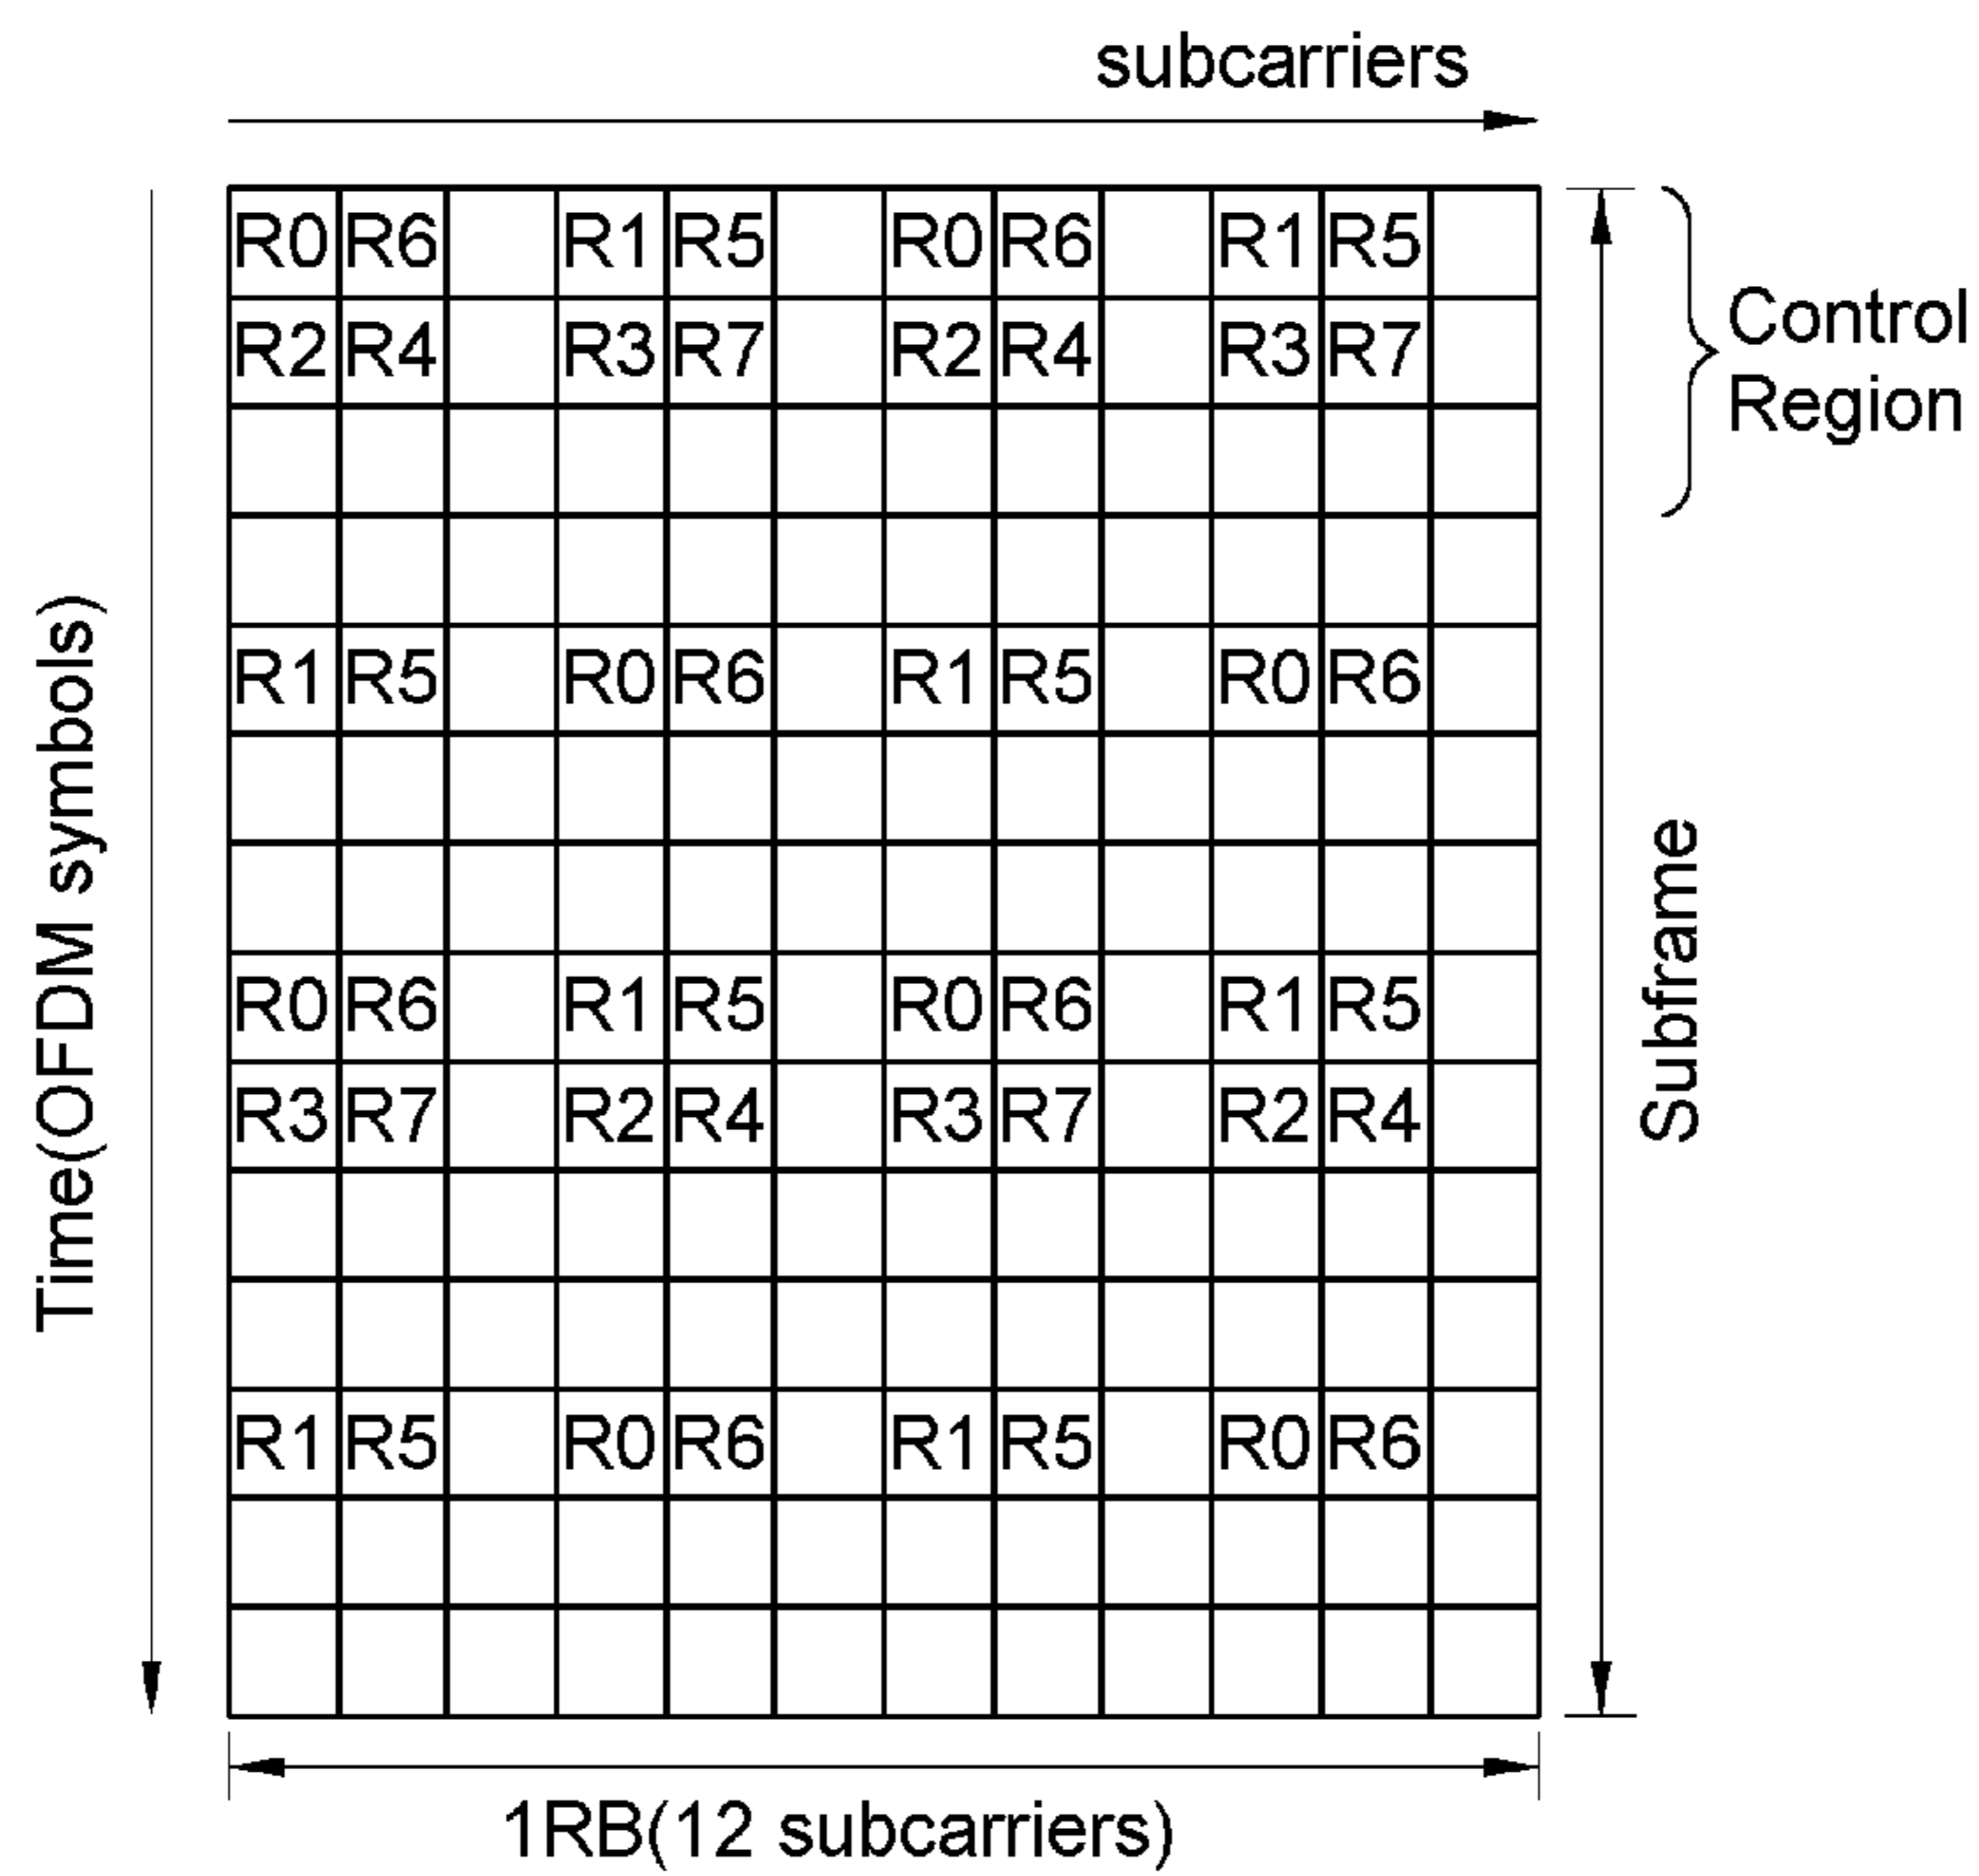 subcarriers
R0 R6 R1 R5 R0 R6 R1 R5
R2 R4 R3 R7 R2 R4 R3 R7
Control
Region
R1 R5 R0 R6 R1 R5 R0 R6
Time(OFDM symbols)
Subframe
R0 R6 R1 R5 R0 R6 R1 R5
R3 R7 R2 R4 R3 R7 R2 R4
R1 R5 R0 R6 R1 R5 R0 R6
1RB(12 subcarriers)